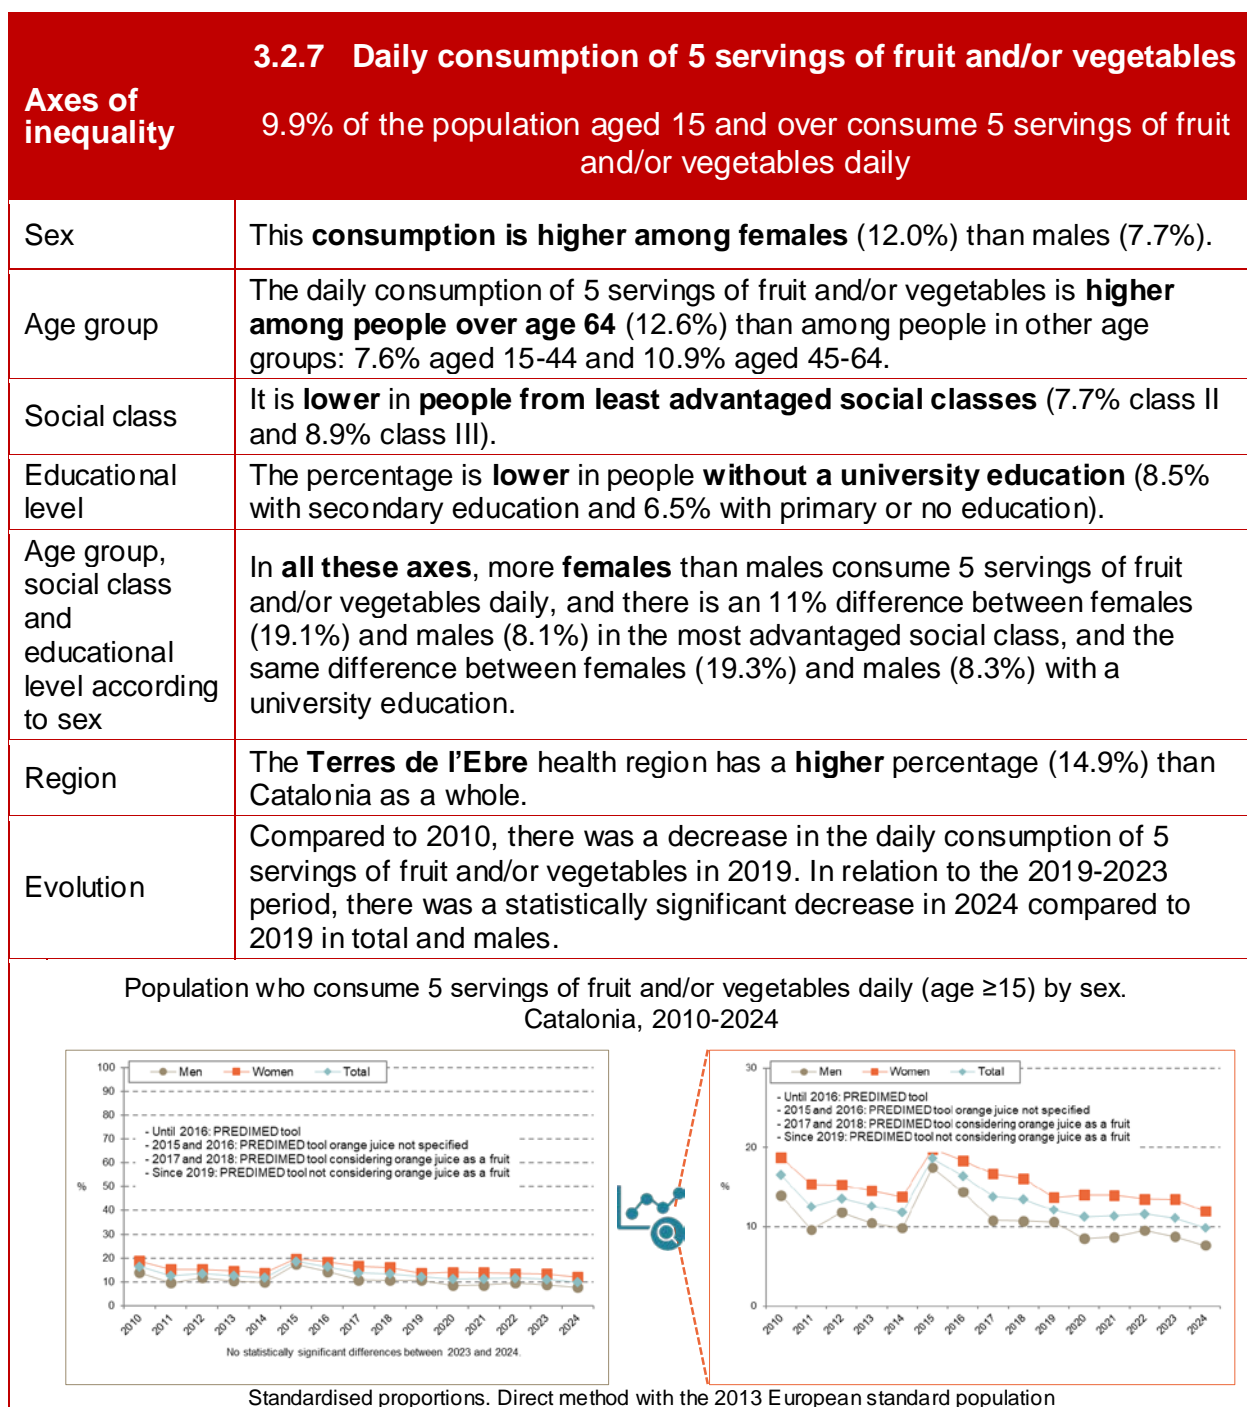 Axes of
inequality
3.2.7 Daily consumption of 5 servings of fruit and/or vegetables
9.9% of the population aged 15 and over consume 5 servings of fruit
and/or vegetables daily
Sex
This consumption is higher among females (12.0%) than males (7.7%).
Age group
The daily consumption of 5 servings of fruit and/or vegetables is higher
among people over age 64 (12.6%) than among people in other age
groups: 7.6% aged 15-44 and 10.9% aged 45-64.
Social class
It is lower in people from least advantaged social classes (7.7% class II
and 8.9% class III).
Educational
level
The percentage is lower in people without a university education (8.5%
with secondary education and 6.5% with primary or no education).
Age group,
social class
and
educational
level according
to sex
In all these axes, more females than males consume 5 servings of fruit
and/or vegetables daily, and there is an 11% difference between females
(19.1%) and males (8.1%) in the most advantaged social class, and the
same difference between females (19.3%) and males (8.3%) with a
university education.
Region
The Terres de l’Ebre health region has a higher percentage (14.9%) than
Catalonia as a whole.
Evolution
Compared to 2010, there was a decrease in the daily consumption of 5
servings of fruit and/or vegetables in 2019. In relation to the 2019-2023
period, there was a statistically significant decrease in 2024 compared to
2019 in total and males.
Population who consume 5 servings of fruit and/or vegetables daily (age ≥15) by sex.
Catalonia, 2010-2024
Men Women Total
- Until 2016: PREDIMED tool
- 2015 and 2016: PREDIMED tool orange juice not specified
- 2017 and 2018: PREDIMED tool considering orange juice as a fruit
- Since 2019: PREDIMED tool not considering orange juice as a fruit
100
90
80
70
60
50
40
30
20
10
0
%
2010 2011 2012 2013 2014 2015 2016 2017 2018 2019 2020 2021 2022 2023 2024
No statistically significant differences between 2023 and 2024.
Men Women Total
- Until 2016: PREDIMED tool
- 2015 and 2016: PREDIMED tool orange juice not specified
- 2017 and 2018: PREDIMED tool considering orange juice as a fruit
- Since 2019: PREDIMED tool not considering orange juice as a fruit
30
20
10
0
%
2010 2011 2012 2013 2014 2015 2016 2017 2018 2019 2020 2021 2022 2023 2024
Standardised proportions. Direct method with the 2013 European standard population